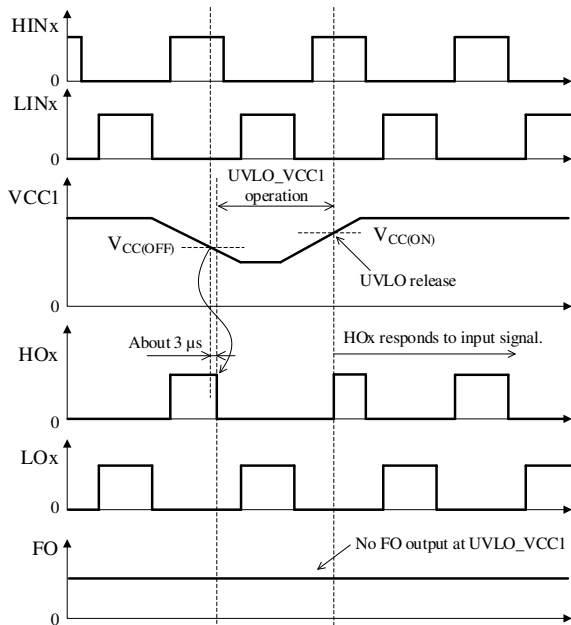 HINx
0
LINx
0
UVLO_VCC1
operation
VCC1
VCC(OFF)
VCC(ON)
UVLO release
0
About 3 µs
HOx responds to input signal.
HOx
0
LOx
0
No FO output at UVLO_VCC1
FO
0